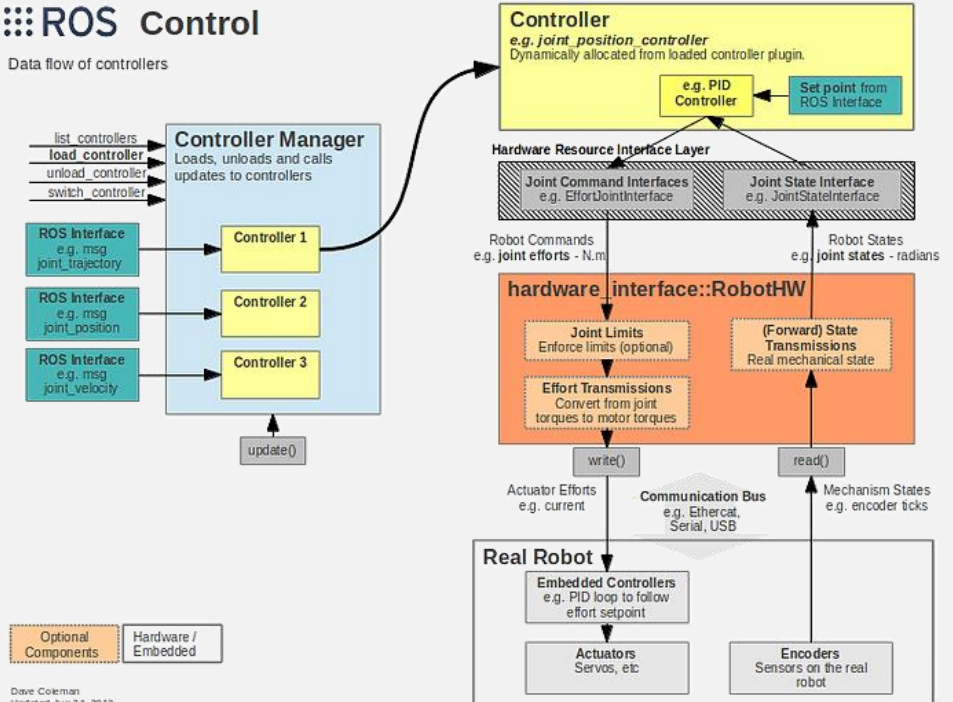 ROS Control
Data flow of controllers
list_controllers
load_controller
unload_controller
switch_controller
Controller Manager
Loads, unloads and calls
updates to controllers
ROS Interface
e.g. msg
joint_trajectory
Controller 1
ROS Interface
e.g. msg
joint_position
Controller 2
ROS Interface
e.g. msg
joint_velocity
Controller 3
update()
Controller
e.g. joint_position_controller
Dynamically allocated from loaded controller plugin.
e.g. PID
Controller
Set point from
ROS Interface
Hardware Resource Interface Layer
Joint Command Interfaces
e.g. EffortJointInterface
Joint State Interface
e.g. JointStateInterface
Robot Commands
e.g. joint efforts - N.m
Robot States
e.g. joint states - radians
hardware_interface::RobotHW
Joint Limits
Enforce limits (optional)
Effort Transmissions
Convert from joint
torques to motor torques
(Forward) State
Transmissions
Real mechanical state
write()
read()
Actuator Efforts
e.g. current
Communication Bus
e.g. Ethercat,
Serial, USB
Mechanism States
e.g. encoder ticks
Real Robot
Embedded Controllers
e.g. PID loop to follow
effort setpoint
Actuators
Servos, etc
Encoders
Sensors on the real
robot
Optional
Components
Hardware /
Embedded
Dave Coleman